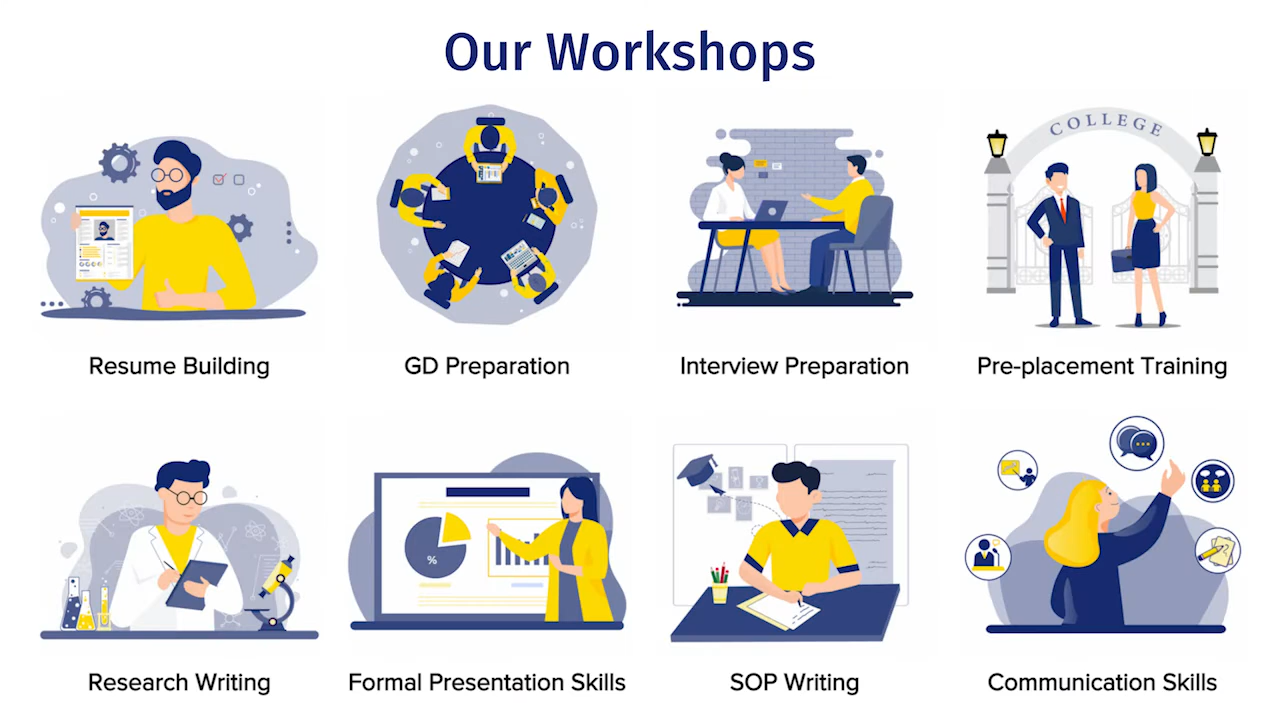 Our Workshops
COLLEGE
Resume Building
GD Preparation
Interview Preparation
Pre-placement Training
%
Research Writing
Formal Presentation Skills
SOP Writing
Communication Skills